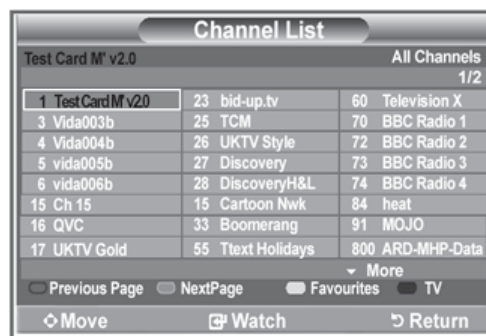 Channel List
Test Card M' v2.0
All Channels
1/2
1 Test Card M' v2.0 23 bid-up.tv 60 Television X
3 Vida003b 25 TCM 70 BBC Radio 1
4 Vida004b 26 UKTV Style 72 BBC Radio 2
5 vida005b 27 Discovery 73 BBC Radio 3
6 vida006b 28 DiscoveryH&L 74 BBC Radio 4
15 Ch 15 15 Cartoon Nwk 84 heat
16 QVC 33 Boomerang 91 MOJO
17 UKTV Gold 55 Ttext Holidays 800 ARD-MHP-Data
More
Previous Page NextPage Favourites TV
Move Watch Return